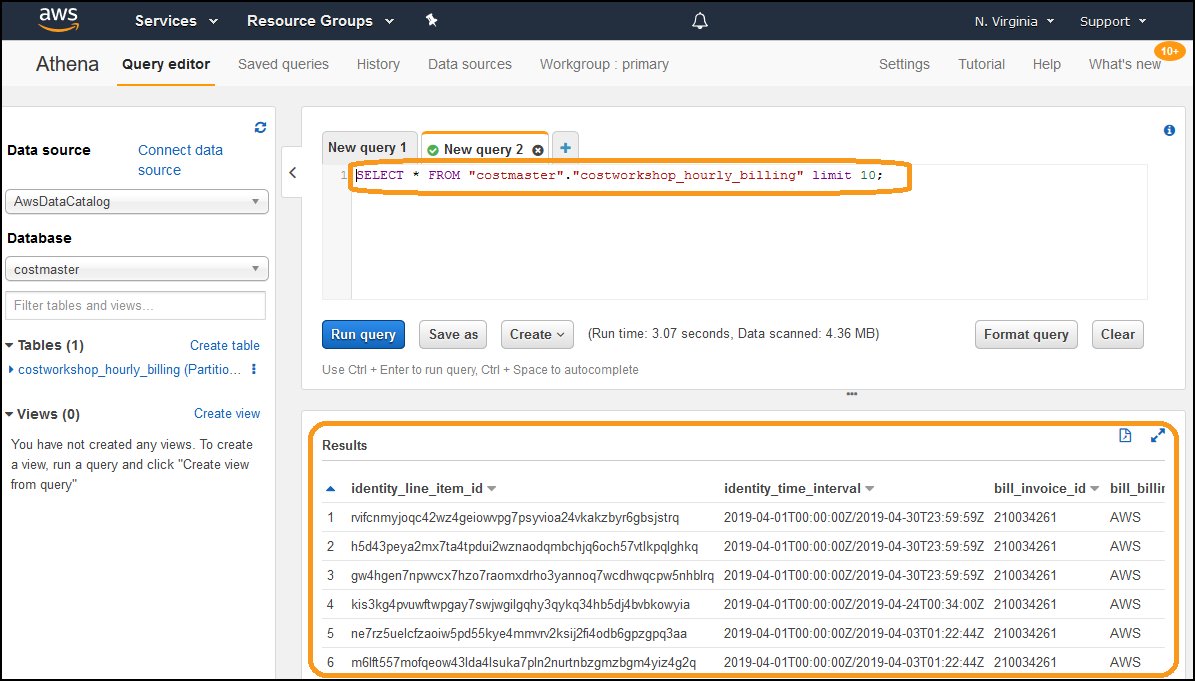 aws Services Resource Groups N. Virginia Support
Athena Query editor Saved queries History Data sources Workgroup : primary Settings Tutorial Help What's new 10+
Data source Connect data source
AwsDataCatalog
Database
costmaster
Filter tables and views...
Tables (1) Create table
costworkshop_hourly_billing (Partitio...
Views (0) Create view
You have not created any views. To create
a view, run a query and click "Create view
from query"
New query 1 New query 2
1 SELECT * FROM "costmaster"."costworkshop_hourly_billing" limit 10;
Run query Save as Create (Run time: 3.07 seconds, Data scanned: 4.36 MB) Format query Clear
Use Ctrl + Enter to run query, Ctrl + Space to autocomplete
Results
identity_line_item_id identity_time_interval bill_invoice_id bill_billin
1 rvifcnmyjoqc42wz4geiowvpg7psyvioa24vkakzbyr6gbsjstrq 2019-04-01T00:00:00Z/2019-04-30T23:59:59Z 210034261 AWS
2 h5d43peya2mx7ta4tpdui2wznaodqmbchjq6och57vtlkpqlghkq 2019-04-01T00:00:00Z/2019-04-30T23:59:59Z 210034261 AWS
3 gw4hgen7npwvcx7hzo7raomxdrho3yannoq7wcdhwqcpw5nhblrq 2019-04-01T00:00:00Z/2019-04-30T23:59:59Z 210034261 AWS
4 kis3kg4pvuwftwpgay7swjwgilgqhy3qykq34hb5dj4bvbkowyia 2019-04-01T00:00:00Z/2019-04-24T00:34:00Z 210034261 AWS
5 ne7rz5uelcfzaoiw5pd55kye4mmvrv2ksij2fi4odb6gpzgpq3aa 2019-04-01T00:00:00Z/2019-04-03T01:22:44Z 210034261 AWS
6 m6lft557mofqeow43lda4lsuka7pln2nurtnbzgmzbgm4yiz4g2q 2019-04-01T00:00:00Z/2019-04-03T01:22:44Z 210034261 AWS